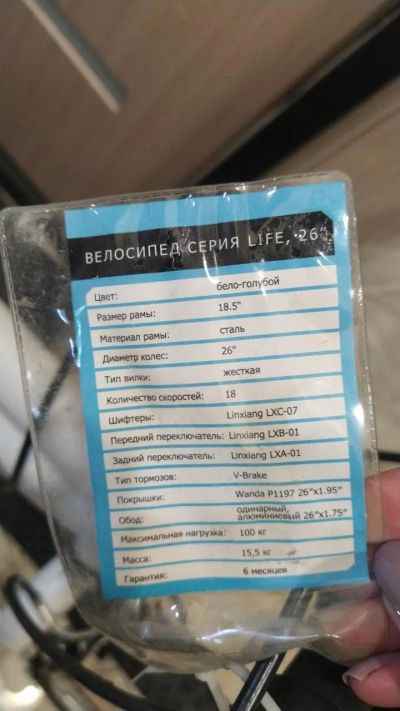 ВЕЛОСИПЕД СЕРИЯ LIFE, 26"
Цвет: бело-голубой
Размер рамы: 18.5"
Материал рамы: сталь
Диаметр колес: 26"
Тип вилки: жесткая
Количество скоростей: 18
Шифтеры: Linxiang LXC-07
Передний переключатель: Linxiang LXB-01
Задний переключатель: Linxiang LXA-01
Тип тормозов: V-Brake
Покрышки: Wanda P1197 26"x1.95"
Обод: одинарный,
алюминиевый 26"x1.75"
Максимальная нагрузка: 100 кг
Масса: 15,5 кг
Гарантия: 6 месяцев